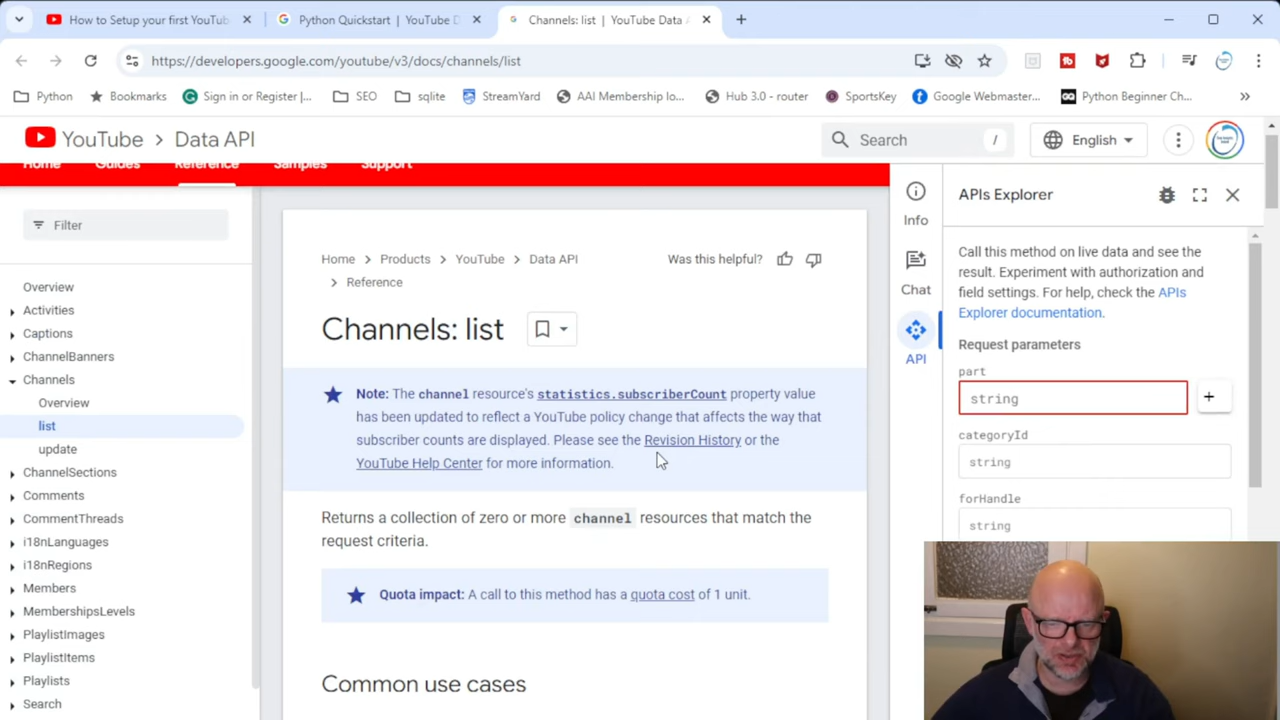 How to Setup your first YouTub
Python Quickstart | YouTube D
Channels: list | YouTube Data A
https://developers.google.com/youtube/v3/docs/channels/list
Python
Bookmarks
Sign in or Register |...
SEO
sqlite
StreamYard
AAI Membership lo...
Hub 3.0 - router
SportsKey
Google Webmaster...
Python Beginner Ch...
YouTube > Data API
Search /
English
Home Guides Reference Samples Support
Filter
Overview
Activities
Captions
ChannelBanners
Channels
Overview
list
update
ChannelSections
Comments
CommentThreads
i18nLanguages
i18nRegions
Members
MembershipsLevels
PlaylistImages
PlaylistItems
Playlists
Search
Home > Products > YouTube > Data API
> Reference
Was this helpful?
Channels: list
Note: The channel resource's statistics.subscriberCount property value
has been updated to reflect a YouTube policy change that affects the way that
subscriber counts are displayed. Please see the Revision History or the
YouTube Help Center for more information.
Returns a collection of zero or more channel resources that match the
request criteria.
Quota impact: A call to this method has a quota cost of 1 unit.
Common use cases
Info
Chat
API
APIs Explorer
Call this method on live data and see the
result. Experiment with authorization and
field settings. For help, check the APIs
Explorer documentation.
Request parameters
part
string
categoryId
string
forHandle
string